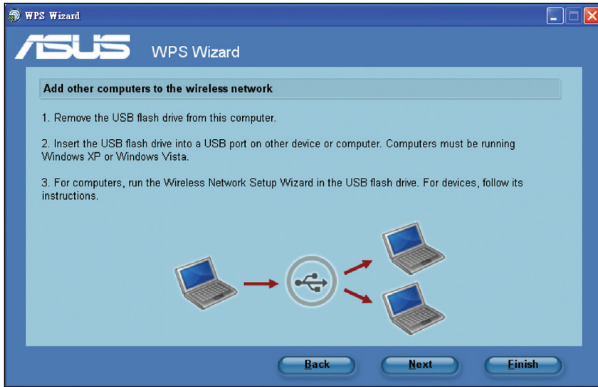 WPS Wizard
ASUS WPS Wizard
Add other computers to the wireless network
1. Remove the USB flash drive from this computer.
2. Insert the USB flash drive into a USB port on other device or computer. Computers must be running
Windows XP or Windows Vista.
3. For computers, run the Wireless Network Setup Wizard in the USB flash drive. For devices, follow its
instructions.
Back Next Finish